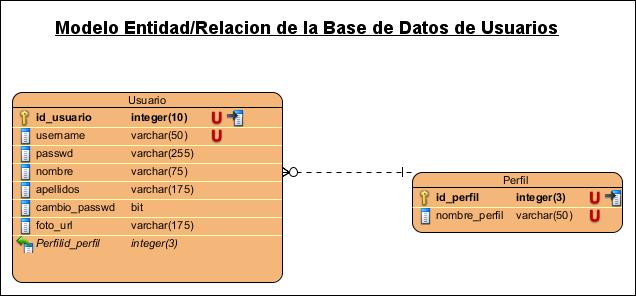 Modelo Entidad/Relacion de la Base de Datos de Usuarios
Usuario
id_usuario integer(10) U
username varchar(50) U
passwd varchar(255)
nombre varchar(75)
apellidos varchar(175)
cambio_passwd bit
foto_url varchar(175)
Perfilid_perfil integer(3)
Perfil
id_perfil integer(3) U
nombre_perfil varchar(50) U